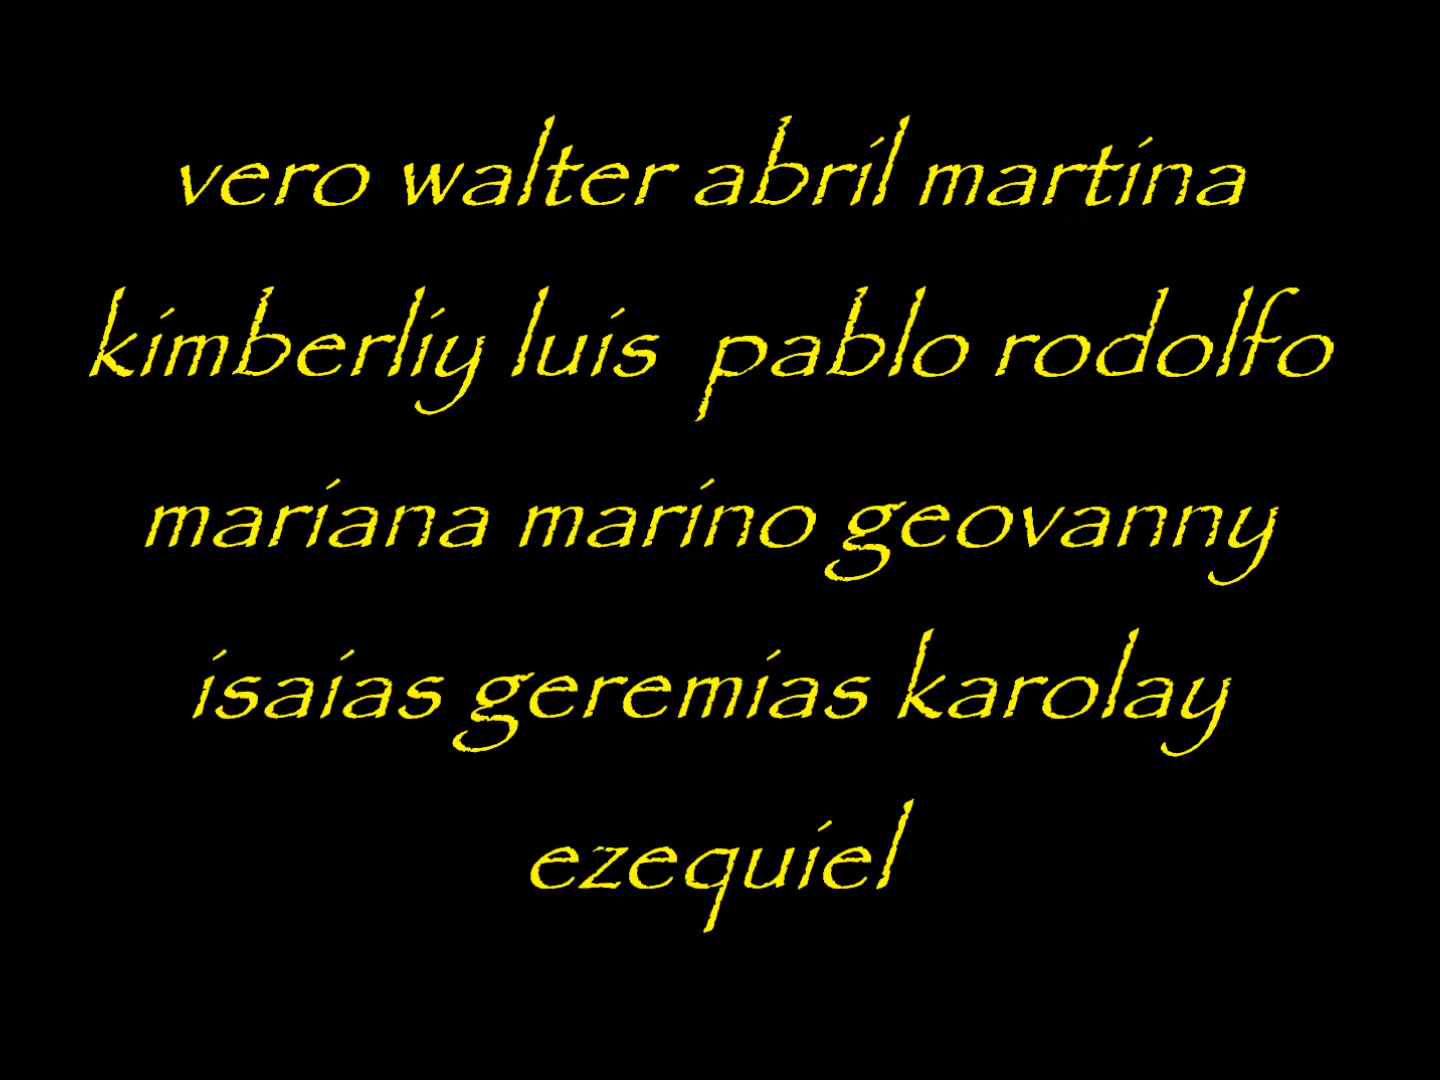 vero walter abril martina
kimberliy luis pablo rodolfo
mariana marino geovanny
isaias geremias karolay
ezequiel